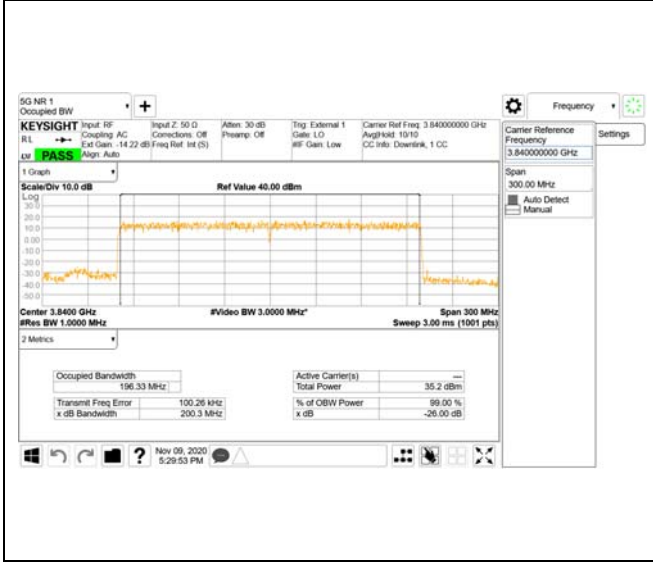 5G NR 1
Occupied BW
Frequency
KEYSIGHT
Input: RF
Input Z: 50 Ω
Atten: 30 dB
Trig: External 1
Carrier Ref Freq: 3.840000000 GHz
R L
Coupling: AC
Corrections: Off
Preamp: Off
Gate: LO
Avg|Hold: 10/10
Ext Gain: -14.22 dB
Freq Ref: Int (S)
#IF Gain: Low
CC Info: Downlink, 1 CC
PASS
Align: Auto
Carrier Reference
Frequency
3.840000000 GHz
Settings
Span
300.00 MHz
Auto Detect
Manual
1 Graph
Scale/Div 10.0 dB
Ref Value 40.00 dBm
Log
30.0
20.0
10.0
0.00
-10.0
-20.0
-30.0
-40.0
-50.0
Center 3.8400 GHz
#Video BW 3.0000 MHz*
Span 300 MHz
#Res BW 1.0000 MHz
Sweep 3.00 ms (1001 pts)
2 Metrics
Occupied Bandwidth
196.33 MHz
Active Carrier(s)
---
Total Power
35.2 dBm
Transmit Freq Error
100.26 kHz
% of OBW Power
99.00 %
x dB Bandwidth
200.3 MHz
x dB
-26.00 dB
?
Nov 09, 2020
5:29:53 PM